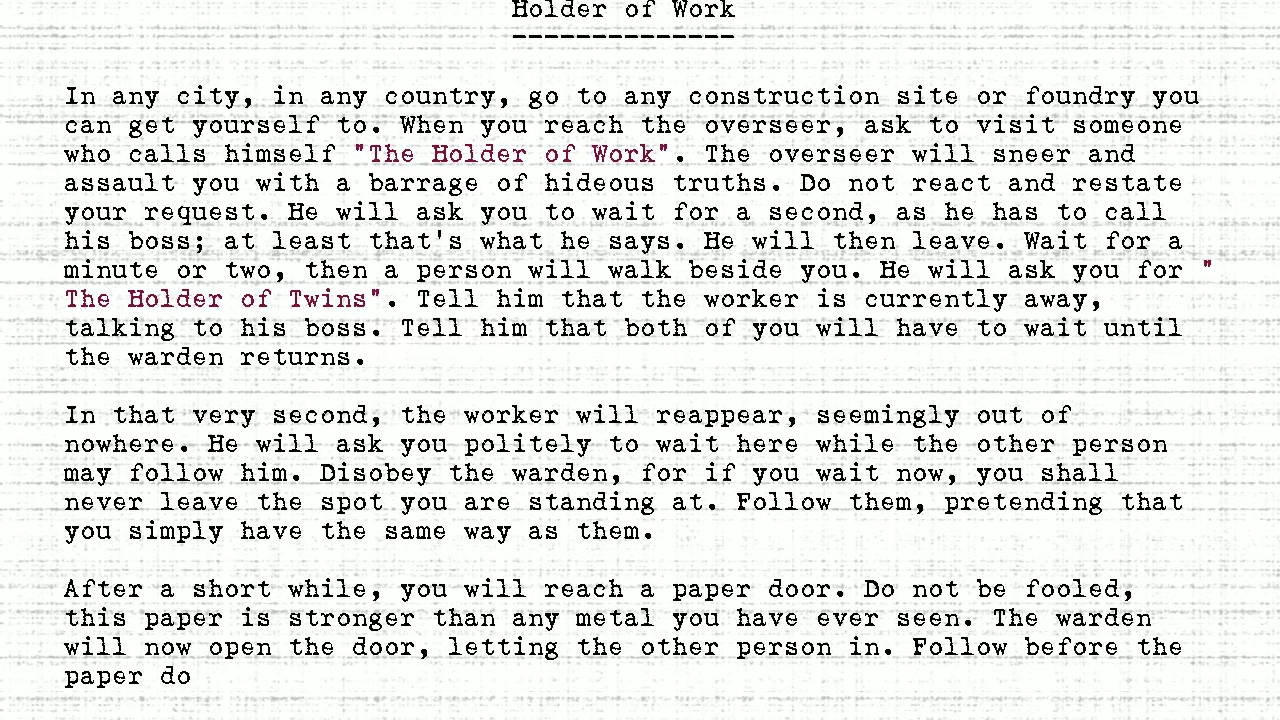 Holder of Work
--------------
In any city, in any country, go to any construction site or foundry you
can get yourself to. When you reach the overseer, ask to visit someone
who calls himself "The Holder of Work". The overseer will sneer and
assault you with a barrage of hideous truths. Do not react and restate
your request. He will ask you to wait for a second, as he has to call
his boss; at least that's what he says. He will then leave. Wait for a
minute or two, then a person will walk beside you. He will ask you for "
The Holder of Twins". Tell him that the worker is currently away,
talking to his boss. Tell him that both of you will have to wait until
the warden returns.
In that very second, the worker will reappear, seemingly out of
nowhere. He will ask you politely to wait here while the other person
may follow him. Disobey the warden, for if you wait now, you shall
never leave the spot you are standing at. Follow them, pretending that
you simply have the same way as them.
After a short while, you will reach a paper door. Do not be fooled,
this paper is stronger than any metal you have ever seen. The warden
will now open the door, letting the other person in. Follow before the
paper do